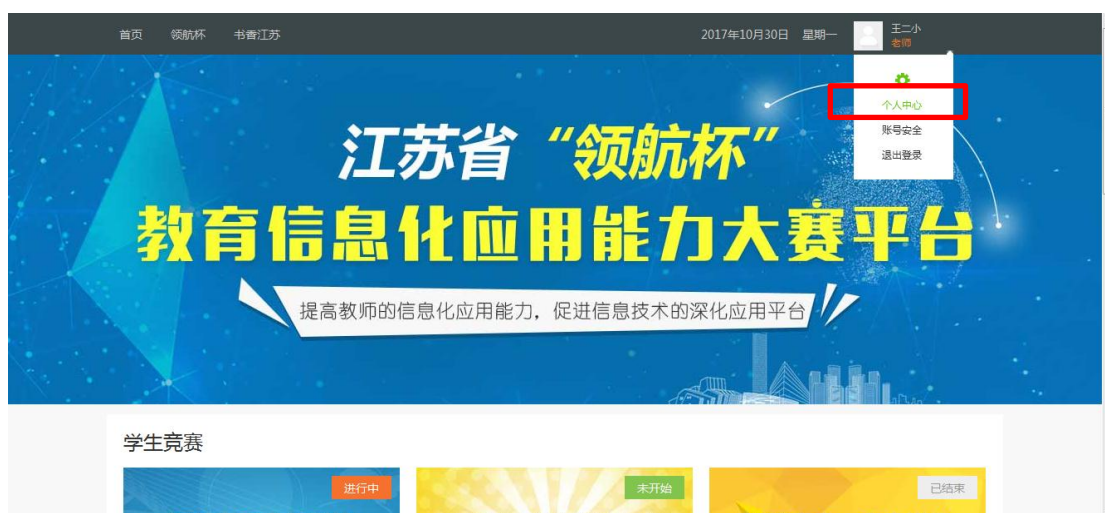 首页 领航杯 书香江苏 2017年10月30日 星期一 王二小
老师
个人中心
账号安全
退出登录
江苏省“领航杯”
教育信息化应用能力大赛平台
提高教师的信息化应用能力，促进信息技术的深化应用平台
学生竞赛
进行中 未开始 已结束